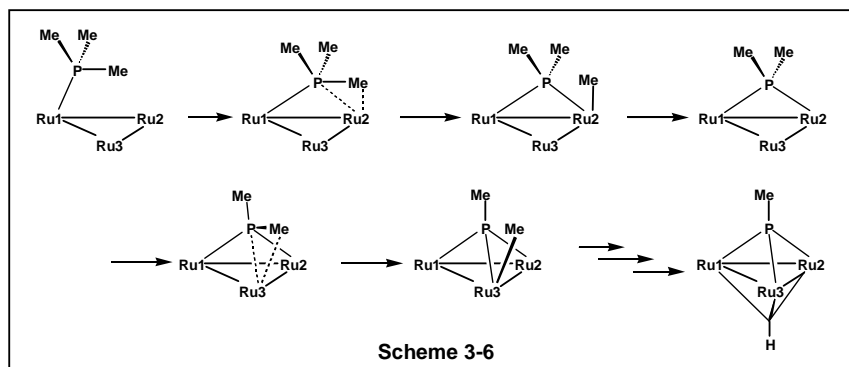 Me Me Me Me
Me Me Me Me Me
P Me P Me P P
Ru1 Ru2 Ru1 Ru2 Ru1 Ru2 Ru1 Ru2
Ru3 Ru3 Ru3 Ru3
Me Me Me
P Me P Me P
Ru1 Ru2 Ru1 Ru2 Ru1 Ru2
Ru3 Ru3 Ru3
H
Scheme 3-6